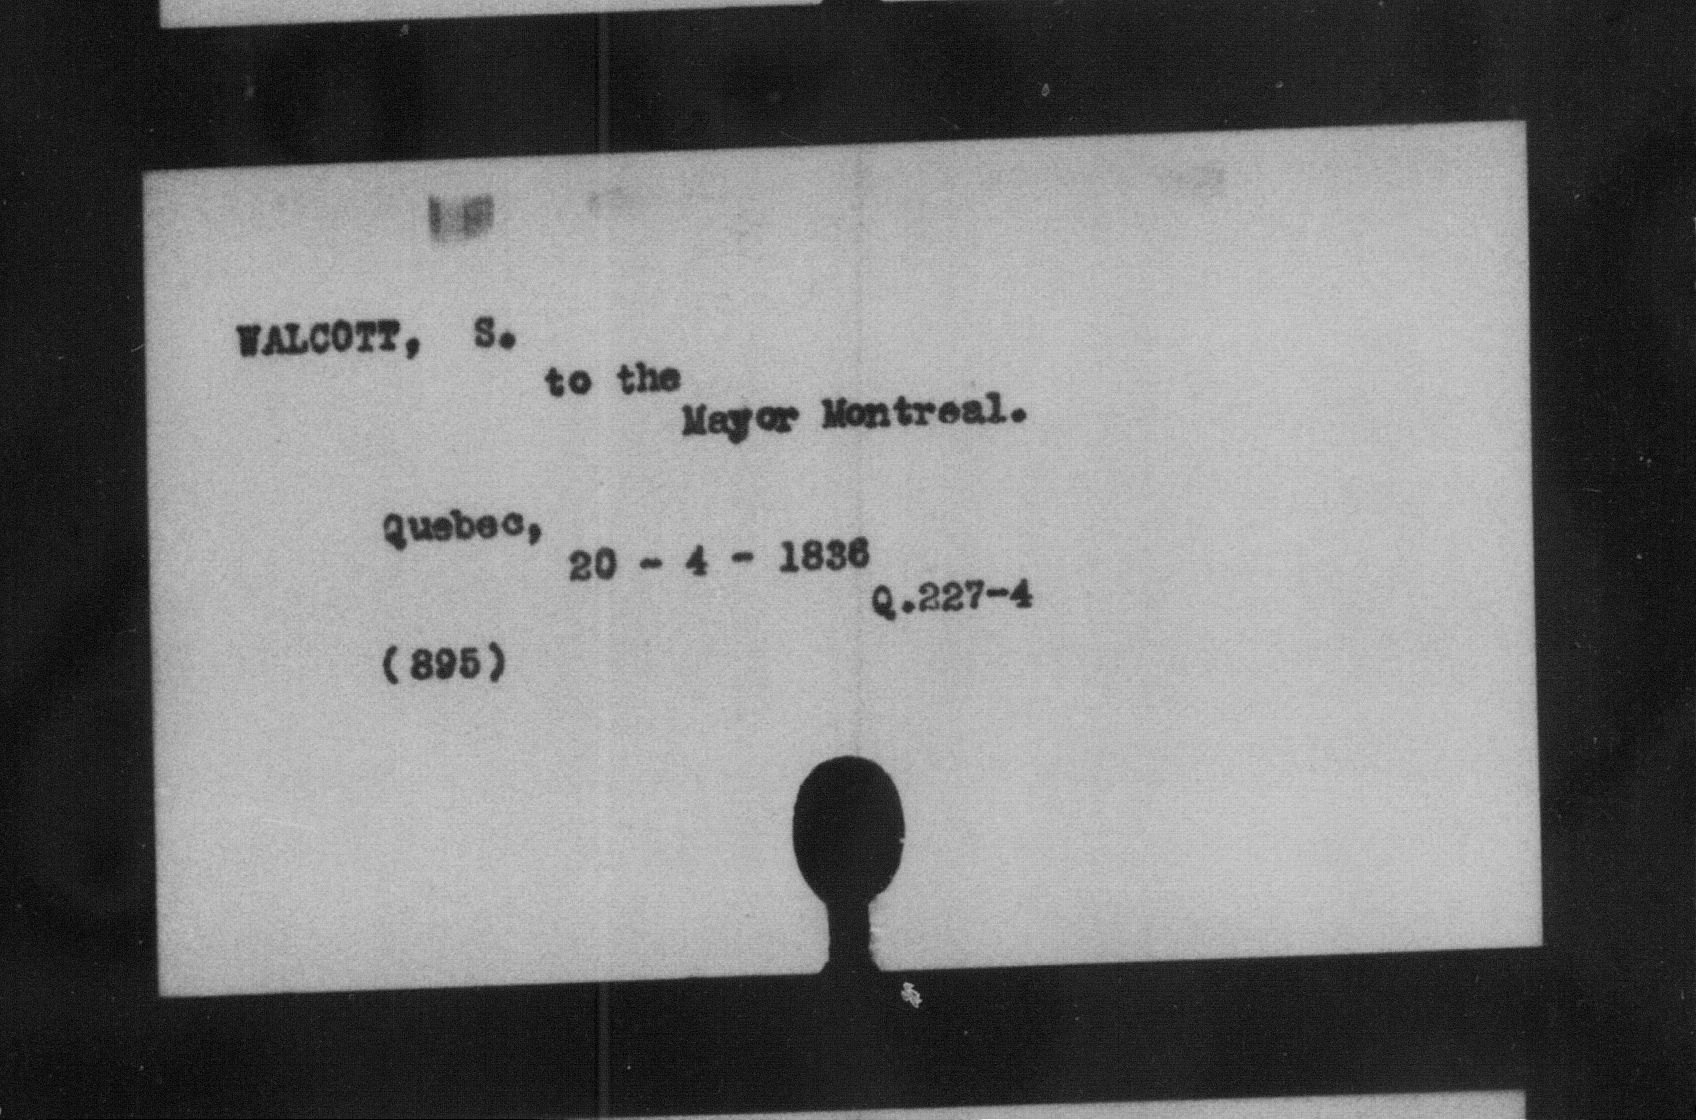 WALCOTT, S.
to the
Mayor Montreal.
Quebec,
20 - 4 - 1836
Q.227-4
(895)